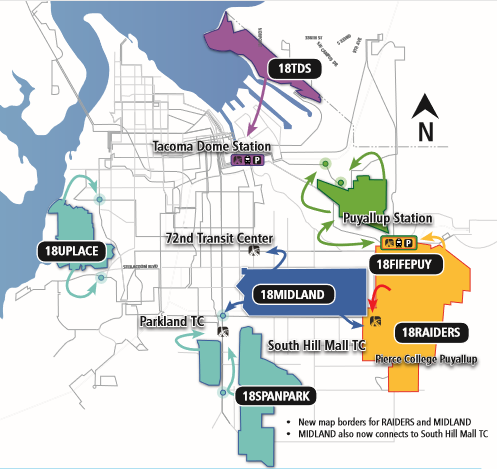 18TDS
N
Tacoma Dome Station
P
Puyallup Station
P
72nd Transit Center
18UPLACE
18FIFEPUY
18MIDLAND
Parkland TC
South Hill Mall TC
18RAIDERS
Pierce College Puyallup
18SPANPARK
• New map borders for RAIDERS and MIDLAND
• MIDLAND also now connects to South Hill Mall TC